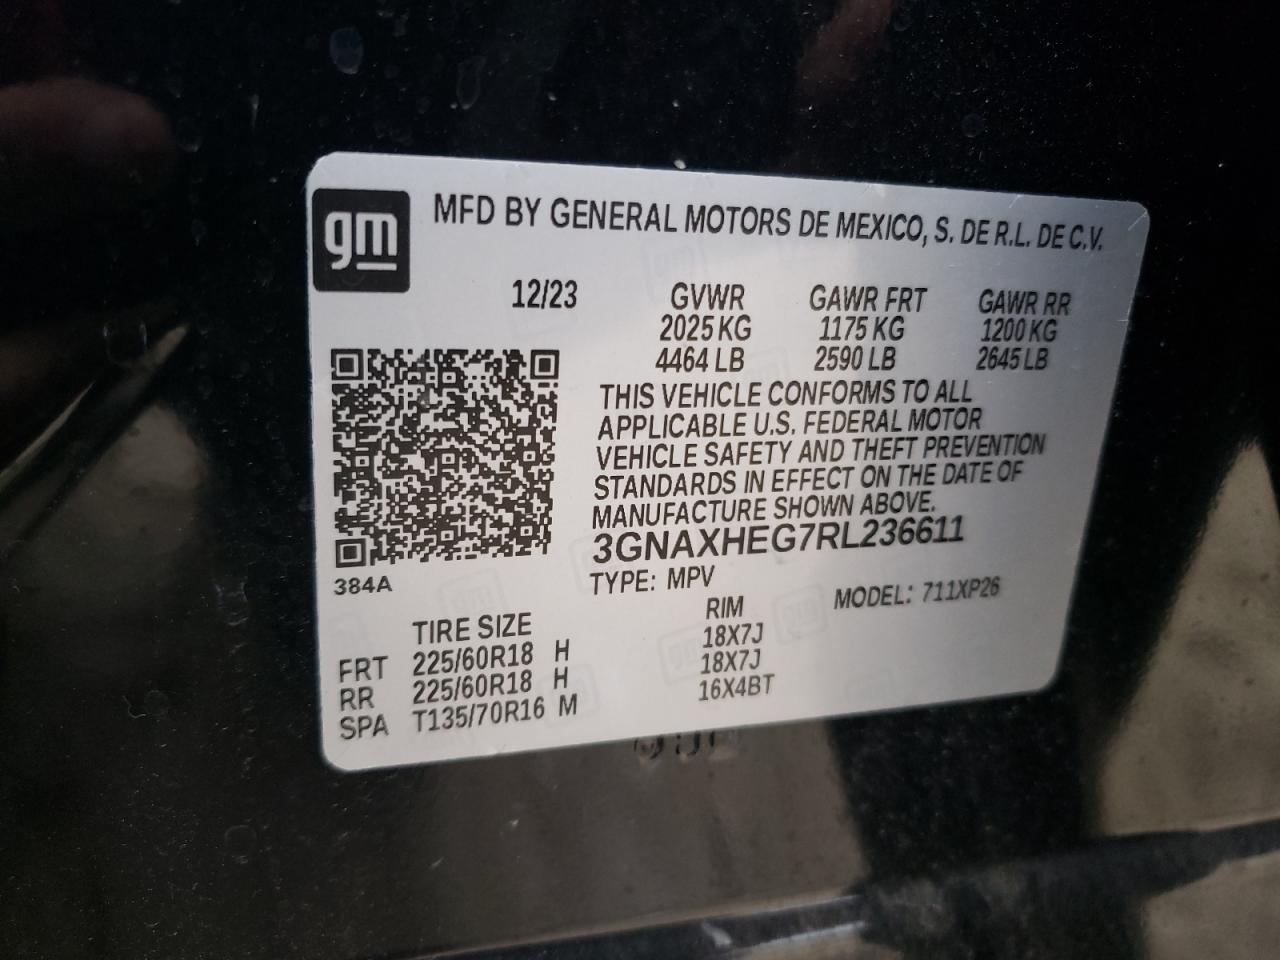 gm
MFD BY GENERAL MOTORS DE MEXICO, S. DE R.L. DE C.V.
12/23 GVWR GAWR FRT GAWR RR
2025 KG 1175 KG 1200 KG
4464 LB 2590 LB 2645 LB
THIS VEHICLE CONFORMS TO ALL
APPLICABLE U.S. FEDERAL MOTOR
VEHICLE SAFETY AND THEFT PREVENTION
STANDARDS IN EFFECT ON THE DATE OF
MANUFACTURE SHOWN ABOVE.
3GNAXHEG7RL236611
384A
TYPE: MPV MODEL: 711XP26
TIRE SIZE RIM
FRT 225/60R18 H 18X7J
RR 225/60R18 H 18X7J
SPA T135/70R16 M 16X4BT